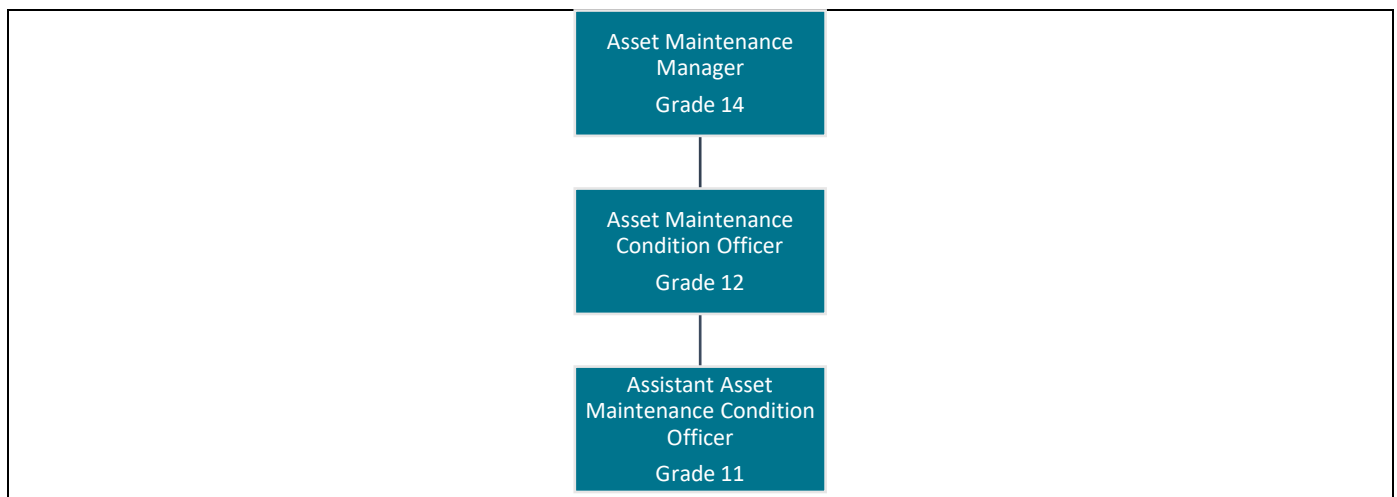 Asset Maintenance
Manager
Grade 14
Asset Maintenance
Condition Officer
Grade 12
Assistant Asset
Maintenance Condition
Officer
Grade 11